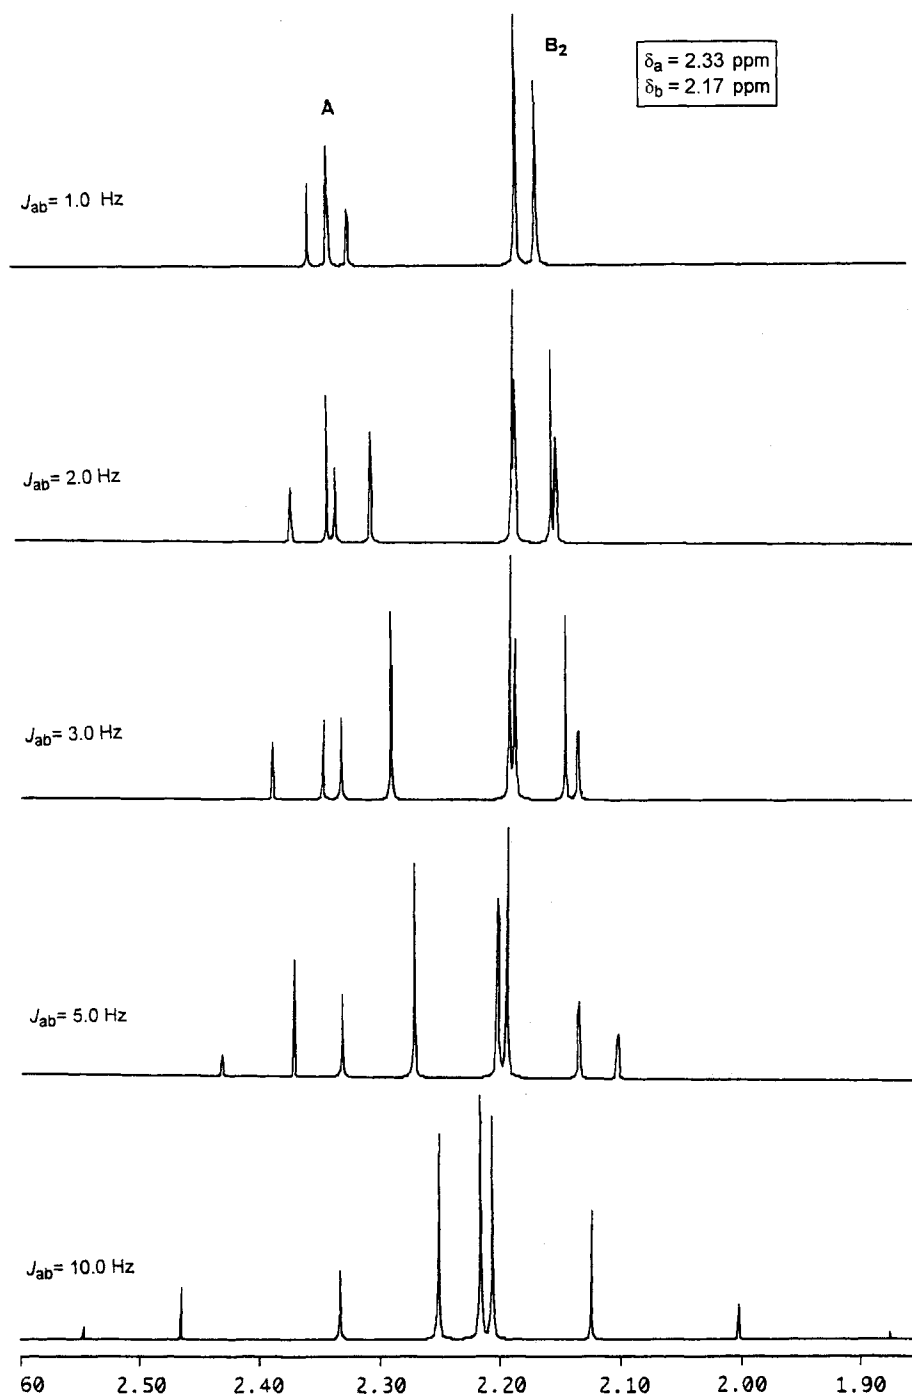 B₂
δa = 2.33 ppm
δb = 2.17 ppm
A
Jab= 1.0 Hz
Jab= 2.0 Hz
Jab= 3.0 Hz
Jab= 5.0 Hz
Jab= 10.0 Hz
60 2.50 2.40 2.30 2.20 2.10 2.00 1.90